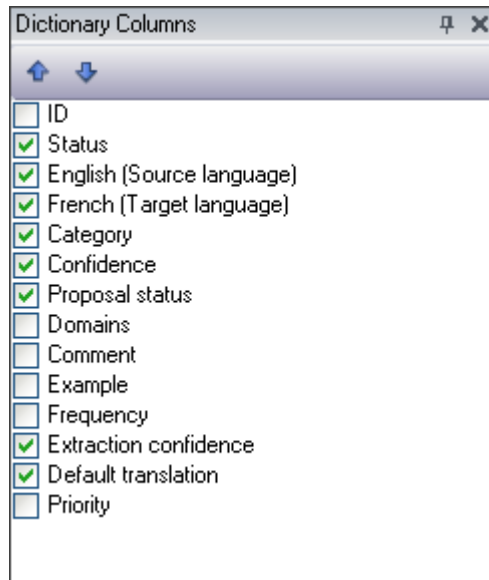 Dictionary Columns
ID
Status
English (Source language)
French (Target language)
Category
Confidence
Proposal status
Domains
Comment
Example
Frequency
Extraction confidence
Default translation
Priority